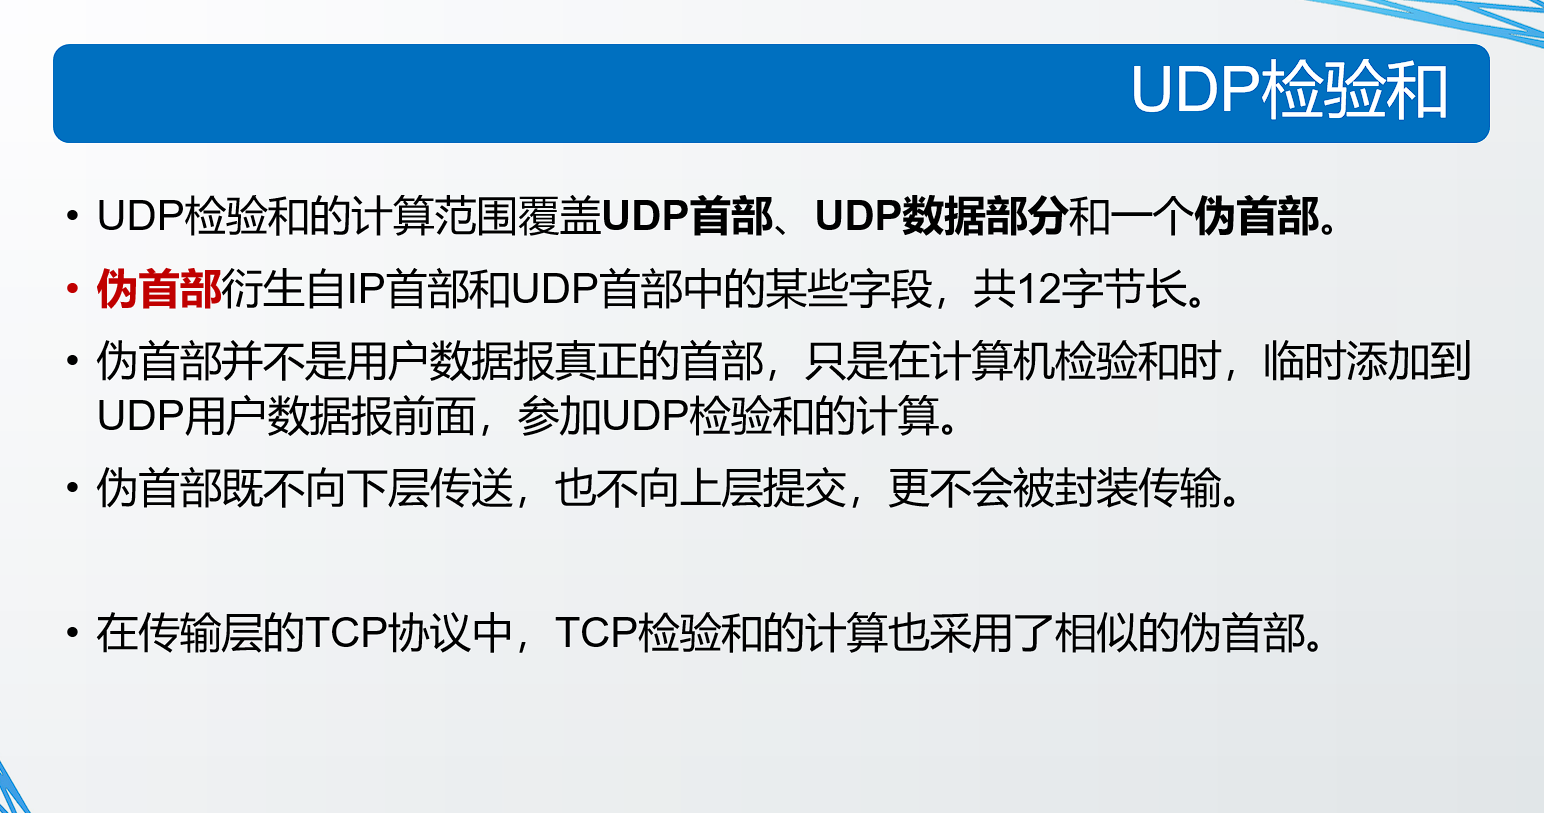 UDP检验和
• UDP检验和的计算范围覆盖UDP首部、UDP数据部分和一个伪首部。
• 伪首部衍生自IP首部和UDP首部中的某些字段，共12字节长。
• 伪首部并不是用户数据报真正的首部，只是在计算机检验和时，临时添加到
UDP用户数据报前面，参加UDP检验和的计算。
• 伪首部既不向下层传送，也不向上层提交，更不会被封装传输。
• 在传输层的TCP协议中，TCP检验和的计算也采用了相似的伪首部。